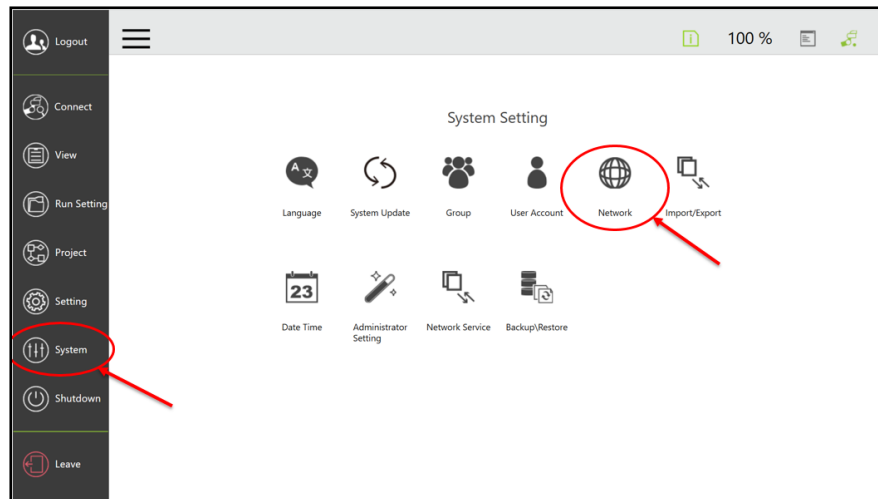 Logout
100 %
Connect
View
Run Setting
Project
Setting
System
Shutdown
Leave
System Setting
Language
System Update
Group
User Account
Network
Import/Export
23
Date Time
Administrator
Setting
Network Service
Backup\Restore